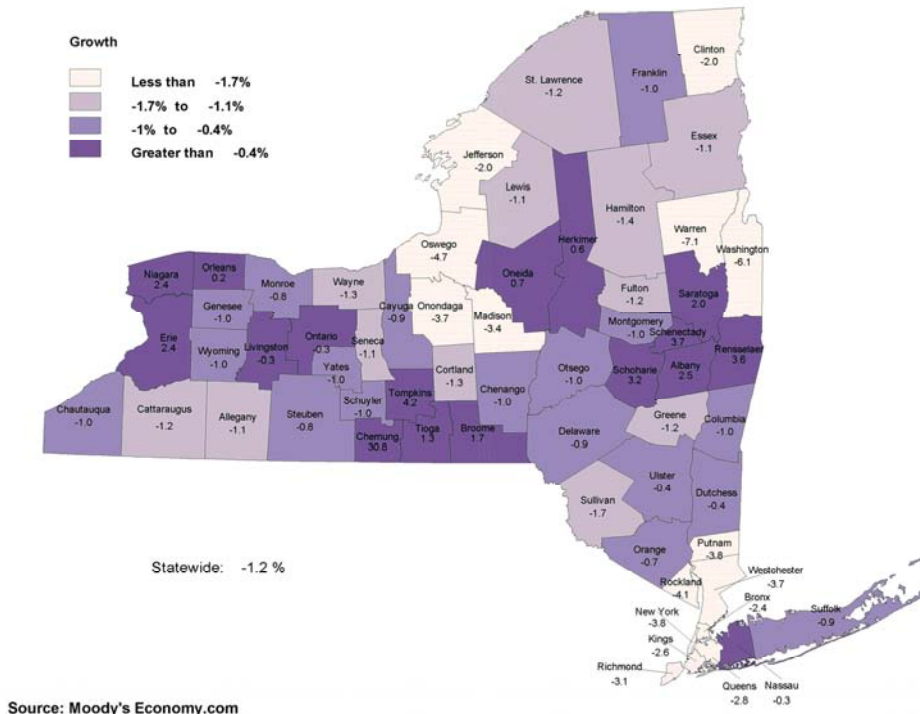 Growth
Less than -1.7%
-1.7% to -1.1%
-1% to -0.4%
Greater than -0.4%
Clinton
-2.0
Franklin
-1.0
St. Lawrence
-1.2
Essex
-1.1
Jefferson
-2.0
Lewis
-1.1
Hamilton
-1.4
Warren
-7.1
Washington
-6.1
Oswego
-4.7
Herkimer
0.6
Oneida
0.7
Niagara
2.4
Orleans
0.2
Monroe
-0.8
Wayne
-1.3
Cayuga
-0.9
Onondaga
-3.7
Madison
-3.4
Fulton
-1.2
Saratoga
2.0
Genesee
-1.0
Montgomery
-1.0
Schenectady
3.7
Rensselaer
3.6
Erie
2.4
Wyoming
-1.0
Livingston
-0.3
Ontario
-0.3
Seneca
-1.1
Yates
-1.0
Cortland
-1.3
Chenango
-1.0
Otsego
-1.0
Schoharie
3.2
Albany
2.5
Chautauqua
-1.0
Cattaraugus
-1.2
Allegany
-1.1
Steuben
-0.8
Schuyler
-1.0
Tompkins
4.2
Chemung
30.8
Tioga
1.3
Broome
1.7
Delaware
-0.9
Greene
-1.2
Columbia
-1.0
Ulster
-0.4
Dutchess
-0.4
Sullivan
-1.7
Orange
-0.7
Putnam
-3.8
Statewide: -1.2 %
Rockland
-4.1
Westchester
-3.7
Bronx
-2.4
New York
-3.8
Suffolk
-0.9
Kings
-2.6
Richmond
-3.1
Queens
-2.8
Nassau
-0.3
Source: Moody's Economy.com